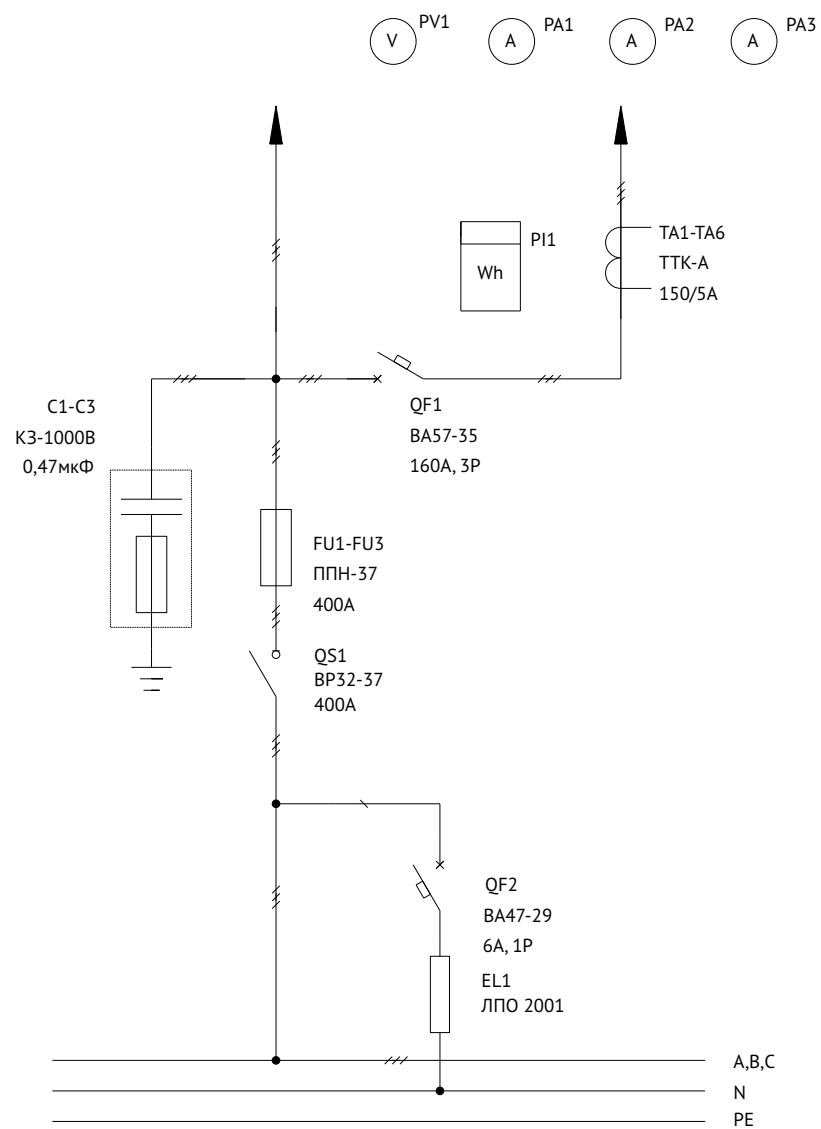 PV1
PA1
PA2
PA3
V
A
A
A
PI1
Wh
TA1-TA6
ТТК-А
150/5А
C1-C3
КЗ-1000В
0,47мкФ
QF1
ВА57-35
160А, 3Р
FU1-FU3
ППН-37
400А
QS1
ВР32-37
400А
QF2
ВА47-29
6А, 1Р
EL1
ЛПО 2001
A,B,C
N
PE